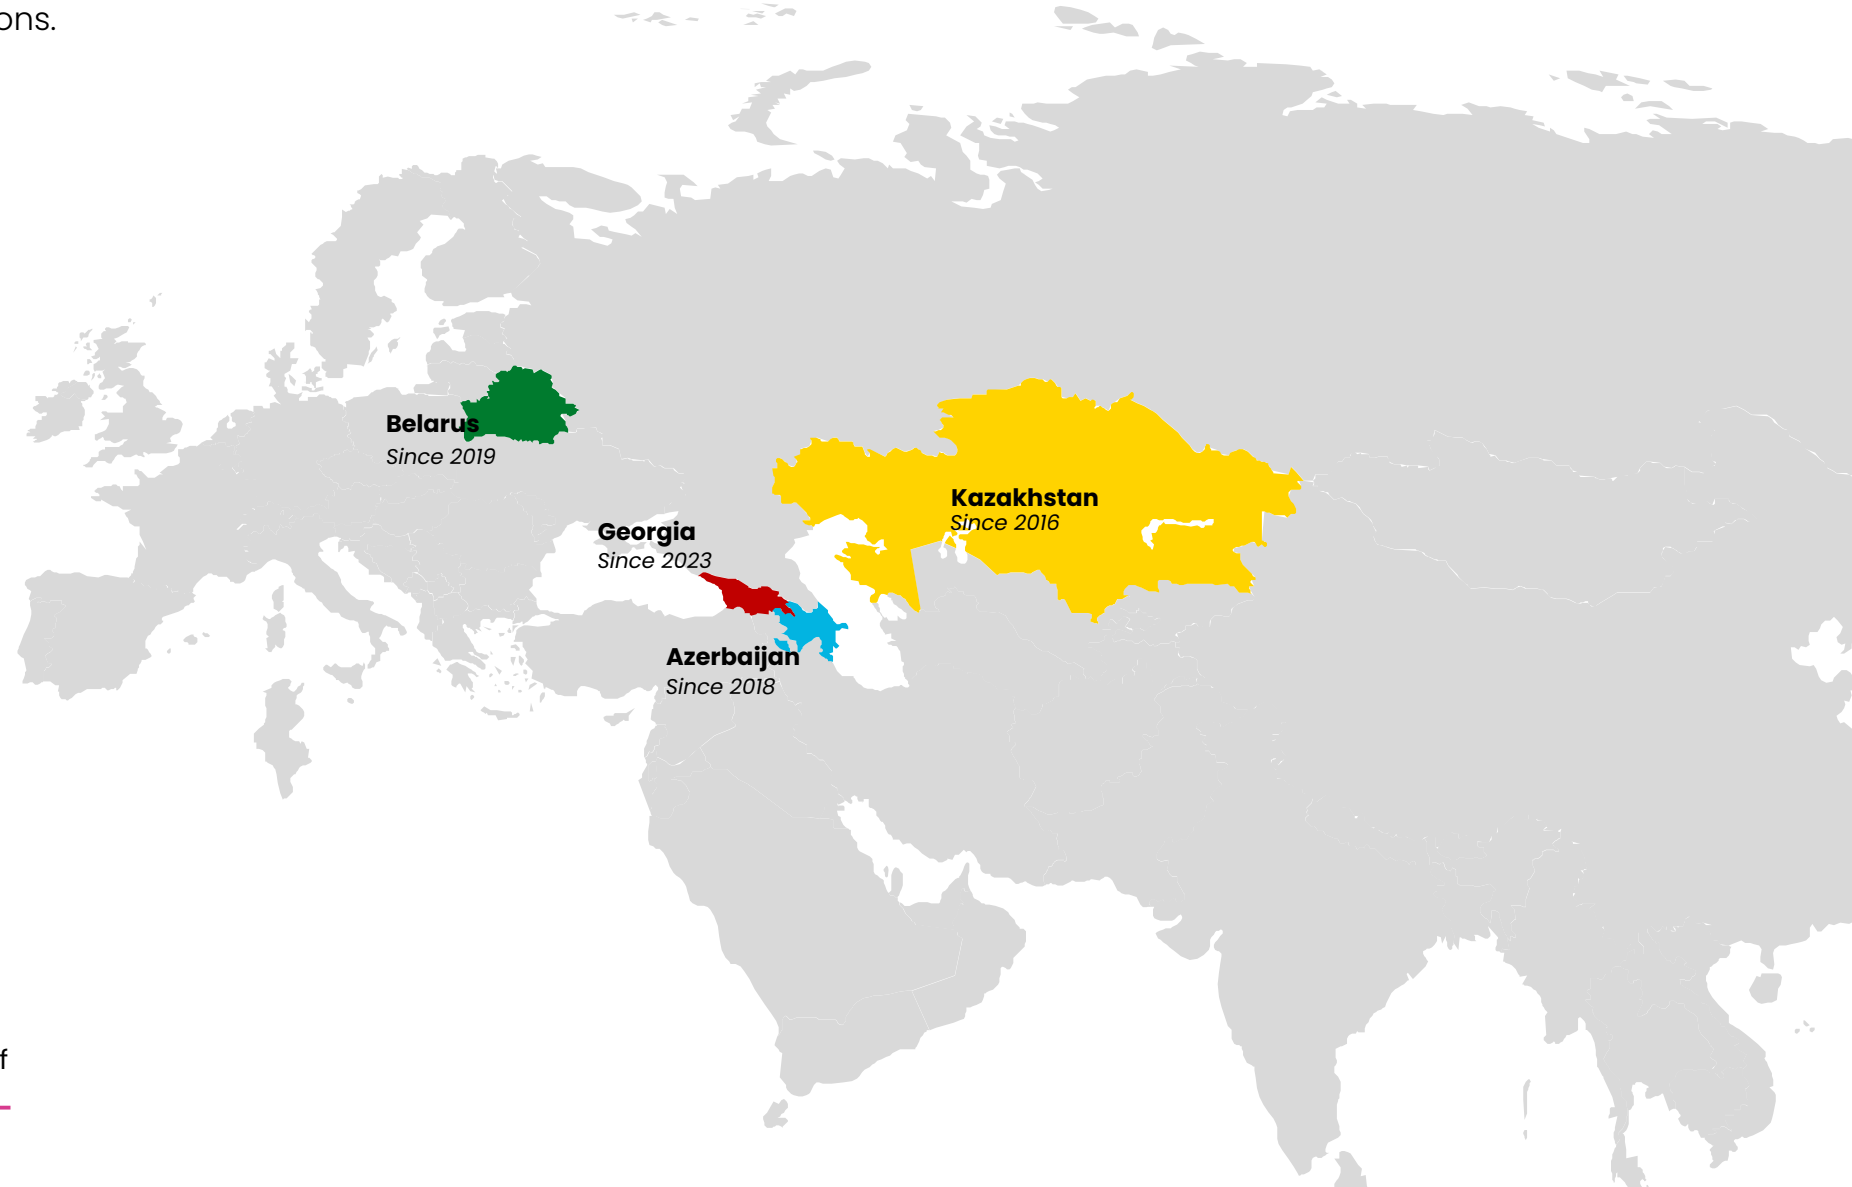 ons.
Belarus
Since 2019
Kazakhstan
Since 2016
Georgia
Since 2023
Azerbaijan
Since 2018
f